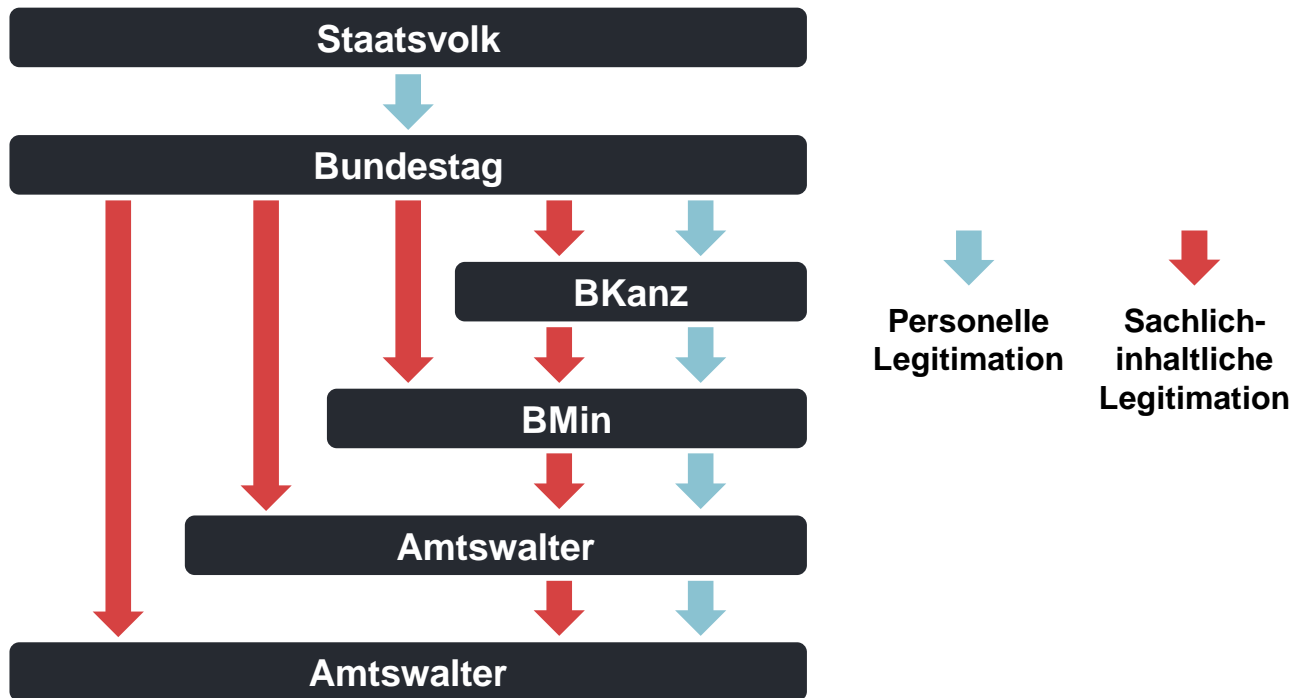 Staatsvolk
Bundestag
BKanz
BMin
Amtswalter
Amtswalter
Personelle
Legitimation
Sachlich-
inhaltliche
Legitimation